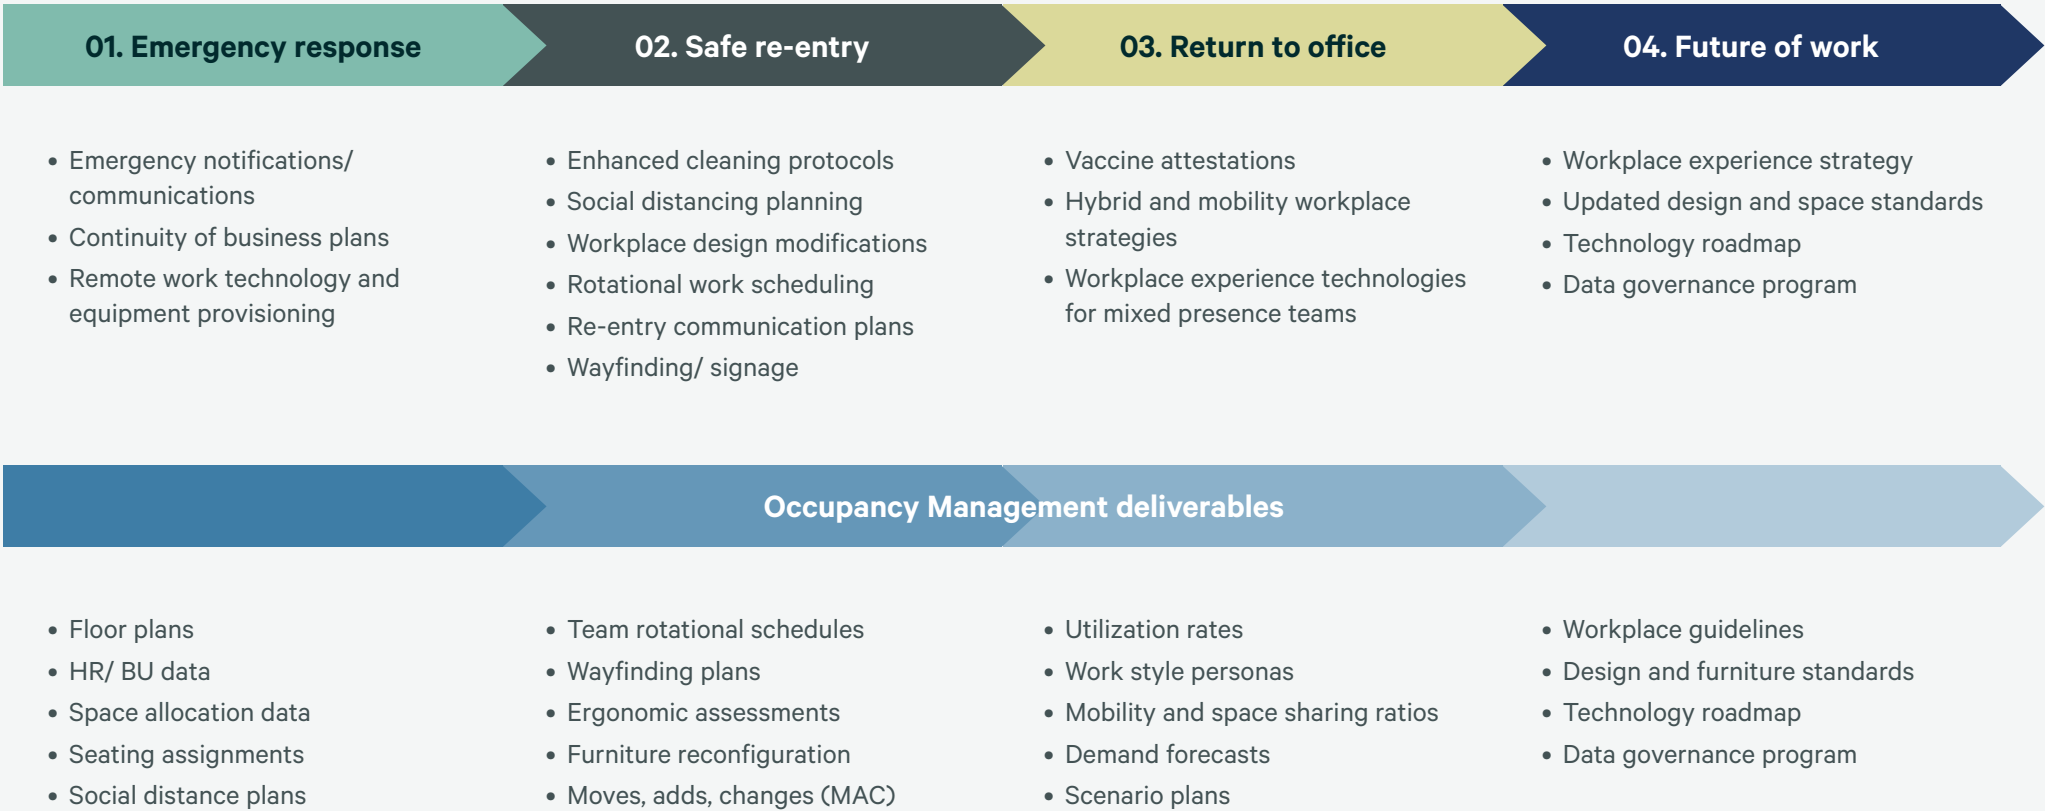 01. Emergency response
02. Safe re-entry
03. Return to office
04. Future of work
• Emergency notifications/
communications
• Continuity of business plans
• Remote work technology and
equipment provisioning
• Enhanced cleaning protocols
• Social distancing planning
• Workplace design modifications
• Rotational work scheduling
• Re-entry communication plans
• Wayfinding/ signage
• Vaccine attestations
• Hybrid and mobility workplace
strategies
• Workplace experience technologies
for mixed presence teams
• Workplace experience strategy
• Updated design and space standards
• Technology roadmap
• Data governance program
Occupancy Management deliverables
• Floor plans
• HR/ BU data
• Space allocation data
• Seating assignments
• Social distance plans
• Team rotational schedules
• Wayfinding plans
• Ergonomic assessments
• Furniture reconfiguration
• Moves, adds, changes (MAC)
• Utilization rates
• Work style personas
• Mobility and space sharing ratios
• Demand forecasts
• Scenario plans
• Workplace guidelines
• Design and furniture standards
• Technology roadmap
• Data governance program